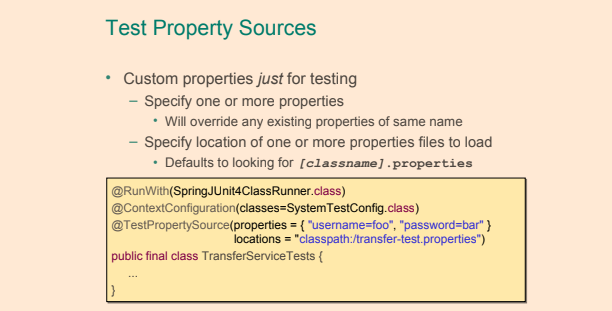 Test Property Sources
• Custom properties just for testing
– Specify one or more properties
• Will override any existing properties of same name
– Specify location of one or more properties files to load
• Defaults to looking for [classname].properties
@RunWith(SpringJUnit4ClassRunner.class)
@ContextConfiguration(classes=SystemTestConfig.class)
@TestPropertySource(properties = { "username=foo", "password=bar" }
locations = "classpath:/transfer-test.properties")
public final class TransferServiceTests {
...
}